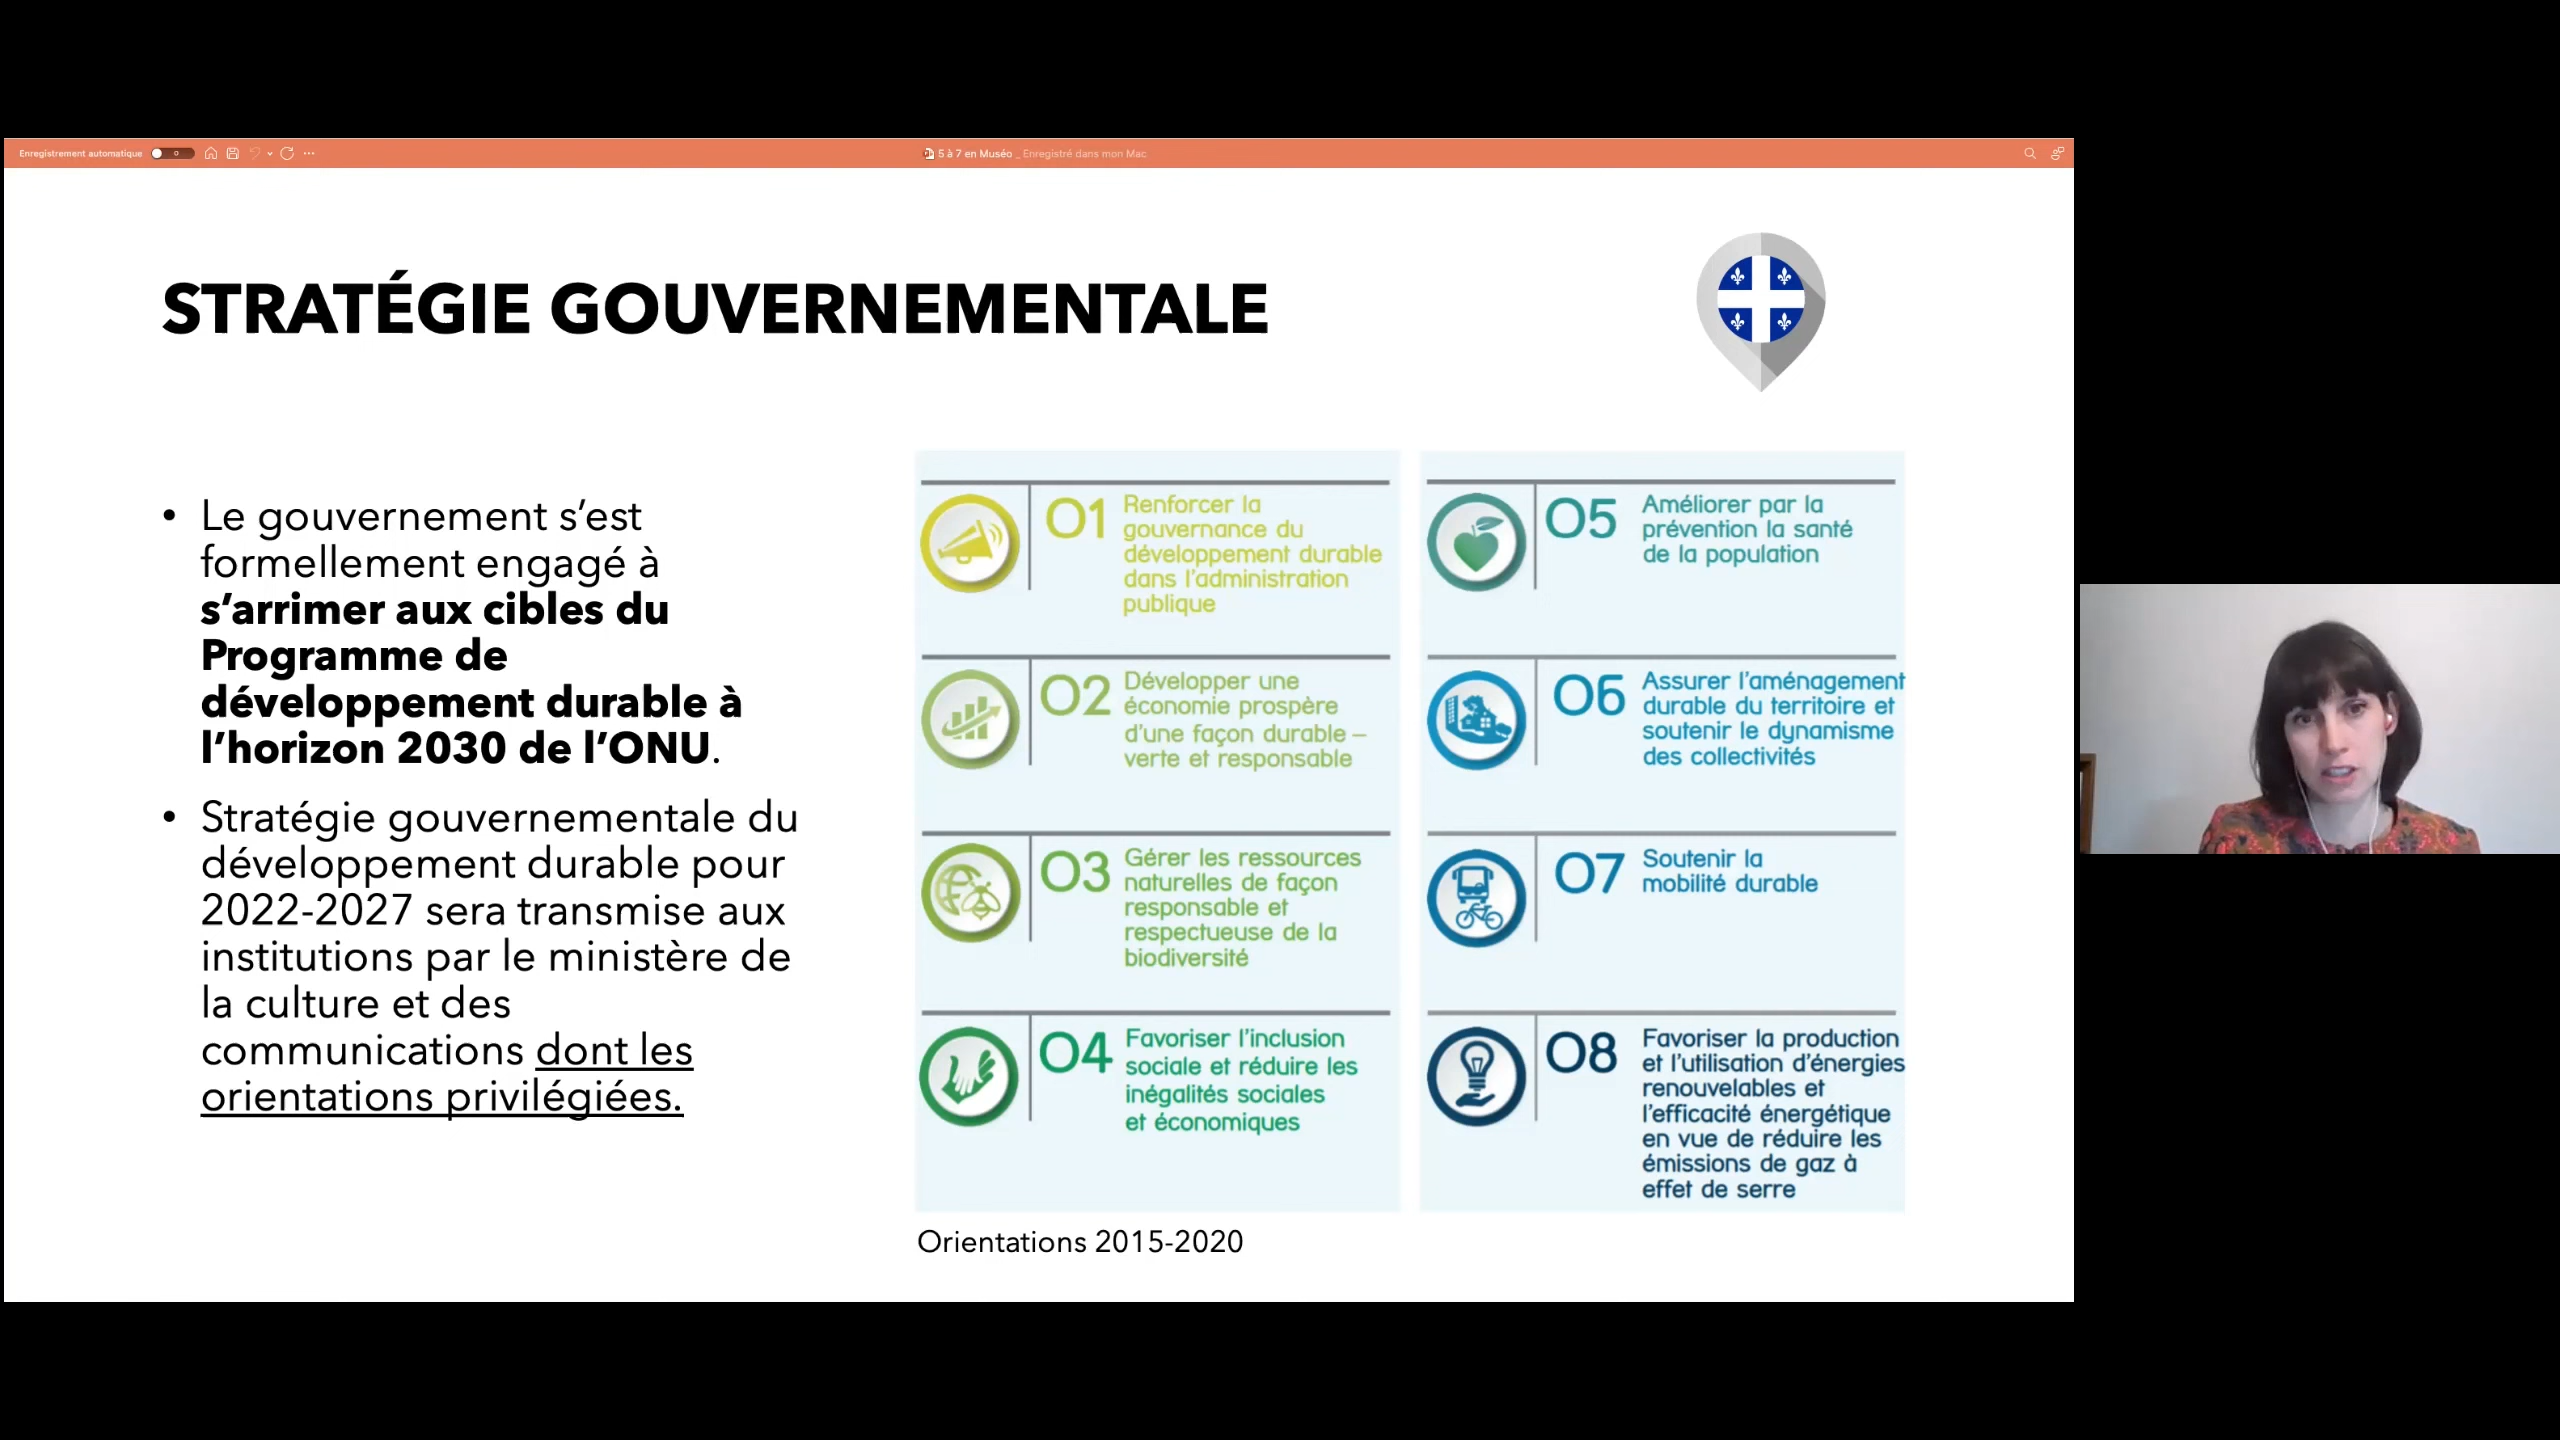 Enregistrement automatique
5 à 7 en Muséo _ Enregistré dans mon Mac
STRATÉGIE GOUVERNEMENTALE
• Le gouvernement s’est
formellement engagé à
s’arrimer aux cibles du
Programme de
développement durable à
l’horizon 2030 de l’ONU.
• Stratégie gouvernementale du
développement durable pour
2022-2027 sera transmise aux
institutions par le ministère de
la culture et des
communications dont les
orientations privilégiées.
O1 Renforcer la
gouvernance du
développement durable
dans l’administration
publique
O2 Développer une
économie prospère
d’une façon durable –
verte et responsable
O3 Gérer les ressources
naturelles de façon
responsable et
respectueuse de la
biodiversité
O4 Favoriser l’inclusion
sociale et réduire les
inégalités sociales
et économiques
O5 Améliorer par la
prévention la santé
de la population
O6 Assurer l’aménagement
durable du territoire et
soutenir le dynamisme
des collectivités
O7 Soutenir la
mobilité durable
O8 Favoriser la production
et l’utilisation d’énergies
renouvelables et
l’efficacité énergétique
en vue de réduire les
émissions de gaz à
effet de serre
Orientations 2015-2020